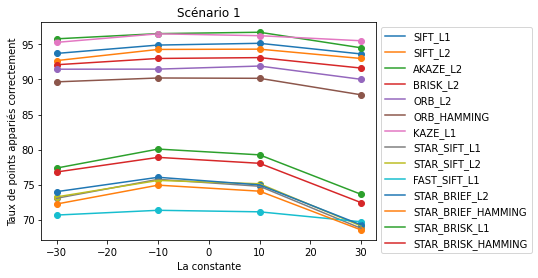 Scénario 1
Taux de points appariés correctement
95
90
85
80
75
70
−30
−20
−10
0
10
20
30
La constante
SIFT_L1
SIFT_L2
AKAZE_L2
BRISK_L2
ORB_L2
ORB_HAMMING
KAZE_L1
STAR_SIFT_L1
STAR_SIFT_L2
FAST_SIFT_L1
STAR_BRIEF_L2
STAR_BRIEF_HAMMING
STAR_BRISK_L1
STAR_BRISK_HAMMING